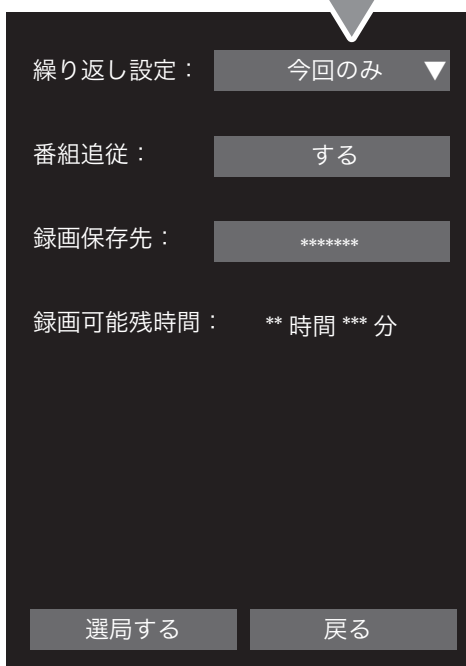 繰り返し設定： 今回のみ ▼
番組追従： する
録画保存先： *******
録画可能残時間： ** 時間 *** 分
選局する 戻る